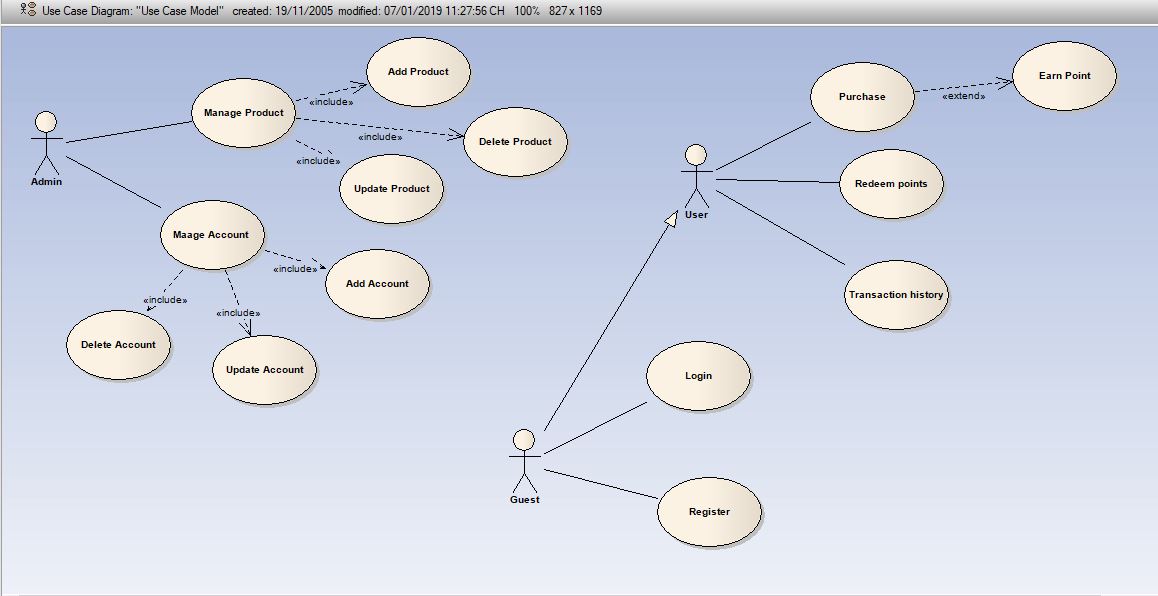 Use Case Diagram: "Use Case Model"  created: 19/11/2005  modified: 07/01/2019 11:27:56 CH  100%  827 x 1169
Add Product
«include»
Manage Product
«include»
Delete Product
«include»
Update Product
Admin
Maage Account
«include»
Add Account
«include»
«include»
Delete Account
Update Account
Purchase
«extend»
Earn Point
Redeem points
User
Transaction history
Login
Guest
Register